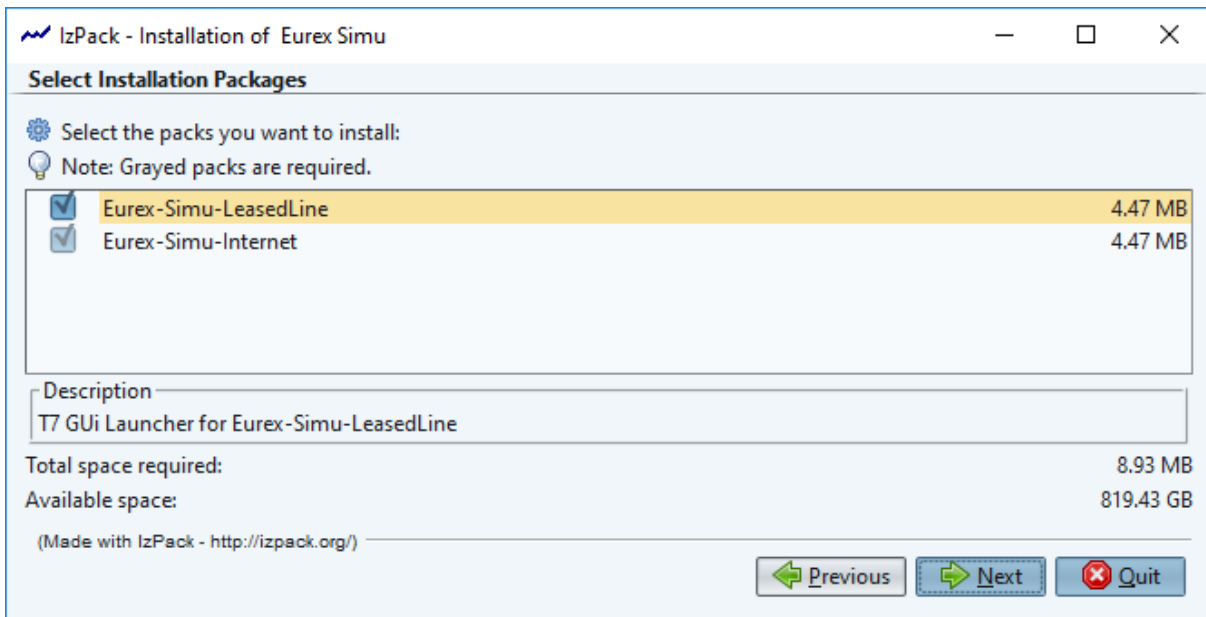 IzPack - Installation of  Eurex Simu
Select Installation Packages
Select the packs you want to install:
Note: Grayed packs are required.
Eurex-Simu-LeasedLine 4.47 MB
Eurex-Simu-Internet 4.47 MB
Description
T7 GUi Launcher for Eurex-Simu-LeasedLine
Total space required: 8.93 MB
Available space: 819.43 GB
(Made with IzPack - http://izpack.org/)
Previous Next Quit